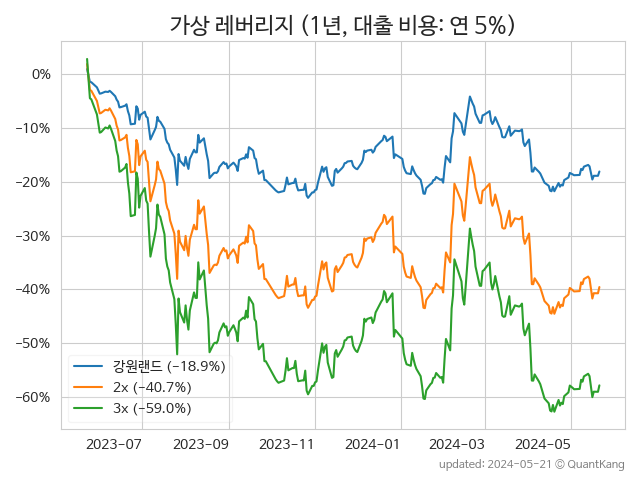 가상 레버리지 (1년, 대출 비용: 연 5%)
0%
−10%
−20%
−30%
−40%
−50%
−60%
강원랜드 (−18.9%)
2x (−40.7%)
3x (−59.0%)
2023-07
2023-09
2023-11
2024-01
2024-03
2024-05
updated: 2024-05-21 © QuantKang